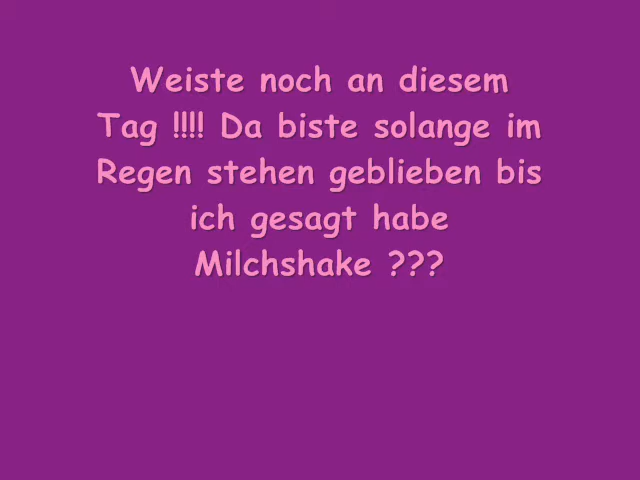 Weiste noch an diesem
Tag !!!! Da biste solange im
Regen stehen geblieben bis
ich gesagt habe
Milchshake ???